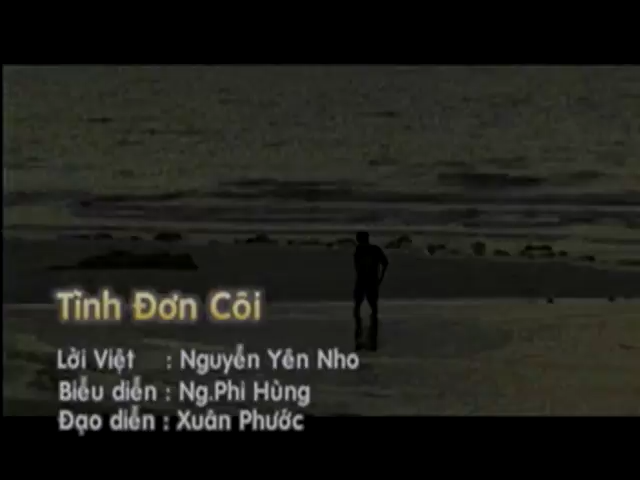 Tình Đơn Côi
Lời Việt : Nguyễn Yên Nho
Biểu diễn : Ng.Phi Hùng
Đạo diễn : Xuân Phước